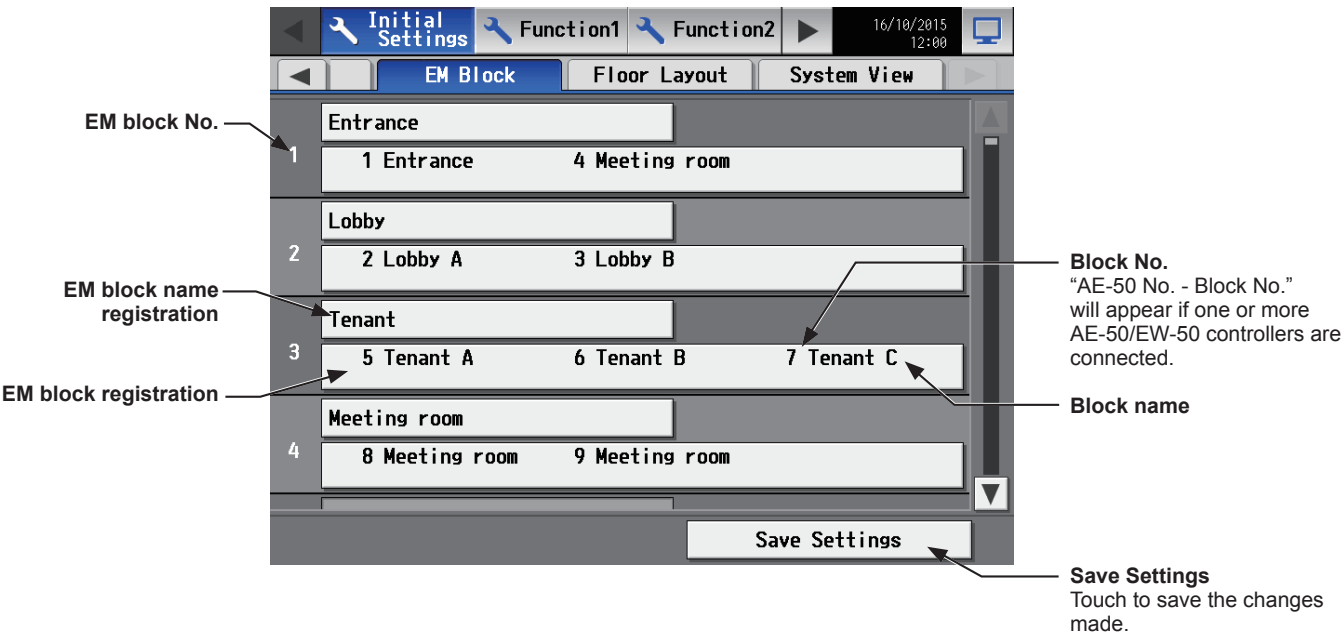 Initial
Settings
Function1
Function2
16/10/2015
12:00
EM Block
Floor Layout
System View
EM block No.
1
Entrance
1 Entrance
4 Meeting room
2
Lobby
2 Lobby A
3 Lobby B
EM block name
registration
3
Tenant
5 Tenant A
6 Tenant B
7 Tenant C
EM block registration
4
Meeting room
8 Meeting room
9 Meeting room
Save Settings
Block No.
“AE-50 No. - Block No.”
will appear if one or more
AE-50/EW-50 controllers are
connected.
Block name
Save Settings
Touch to save the changes
made.